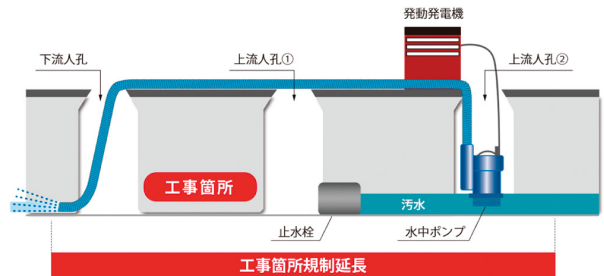 発動発電機
下流人孔
上流人孔①
上流人孔②
工事箇所
汚水
止水栓
水中ポンプ
工事箇所規制延長